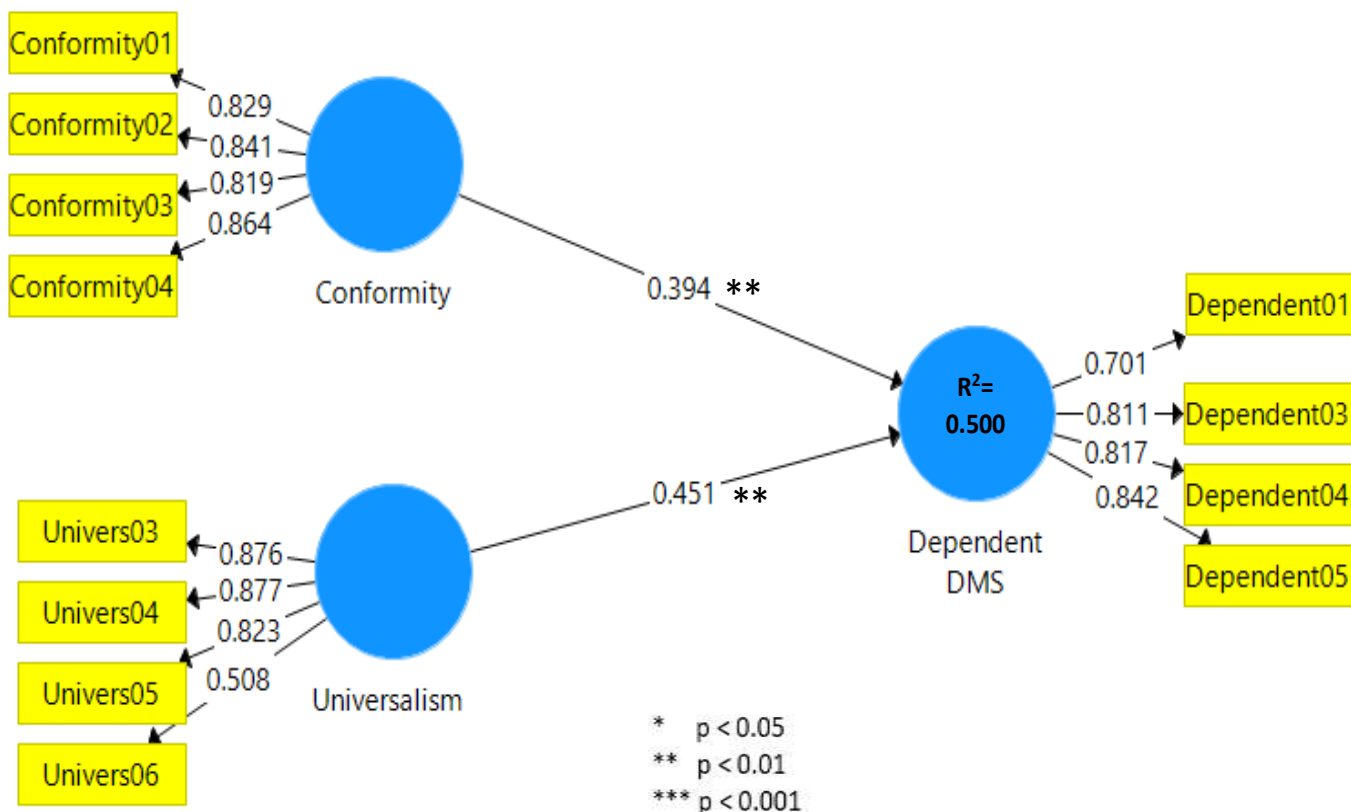 Conformity01
0.829
Conformity02
0.841
Conformity03
0.819
0.864
Conformity04
Conformity
0.394 **
Dependent01
0.701
R²=
0.500
0.811
Dependent03
0.817
Dependent04
0.842
Dependent05
Dependent
DMS
0.451 **
Univers03
0.876
Univers04
0.877
0.823
Univers05
0.508
Univers06
Universalism
* p < 0.05
** p < 0.01
*** p < 0.001